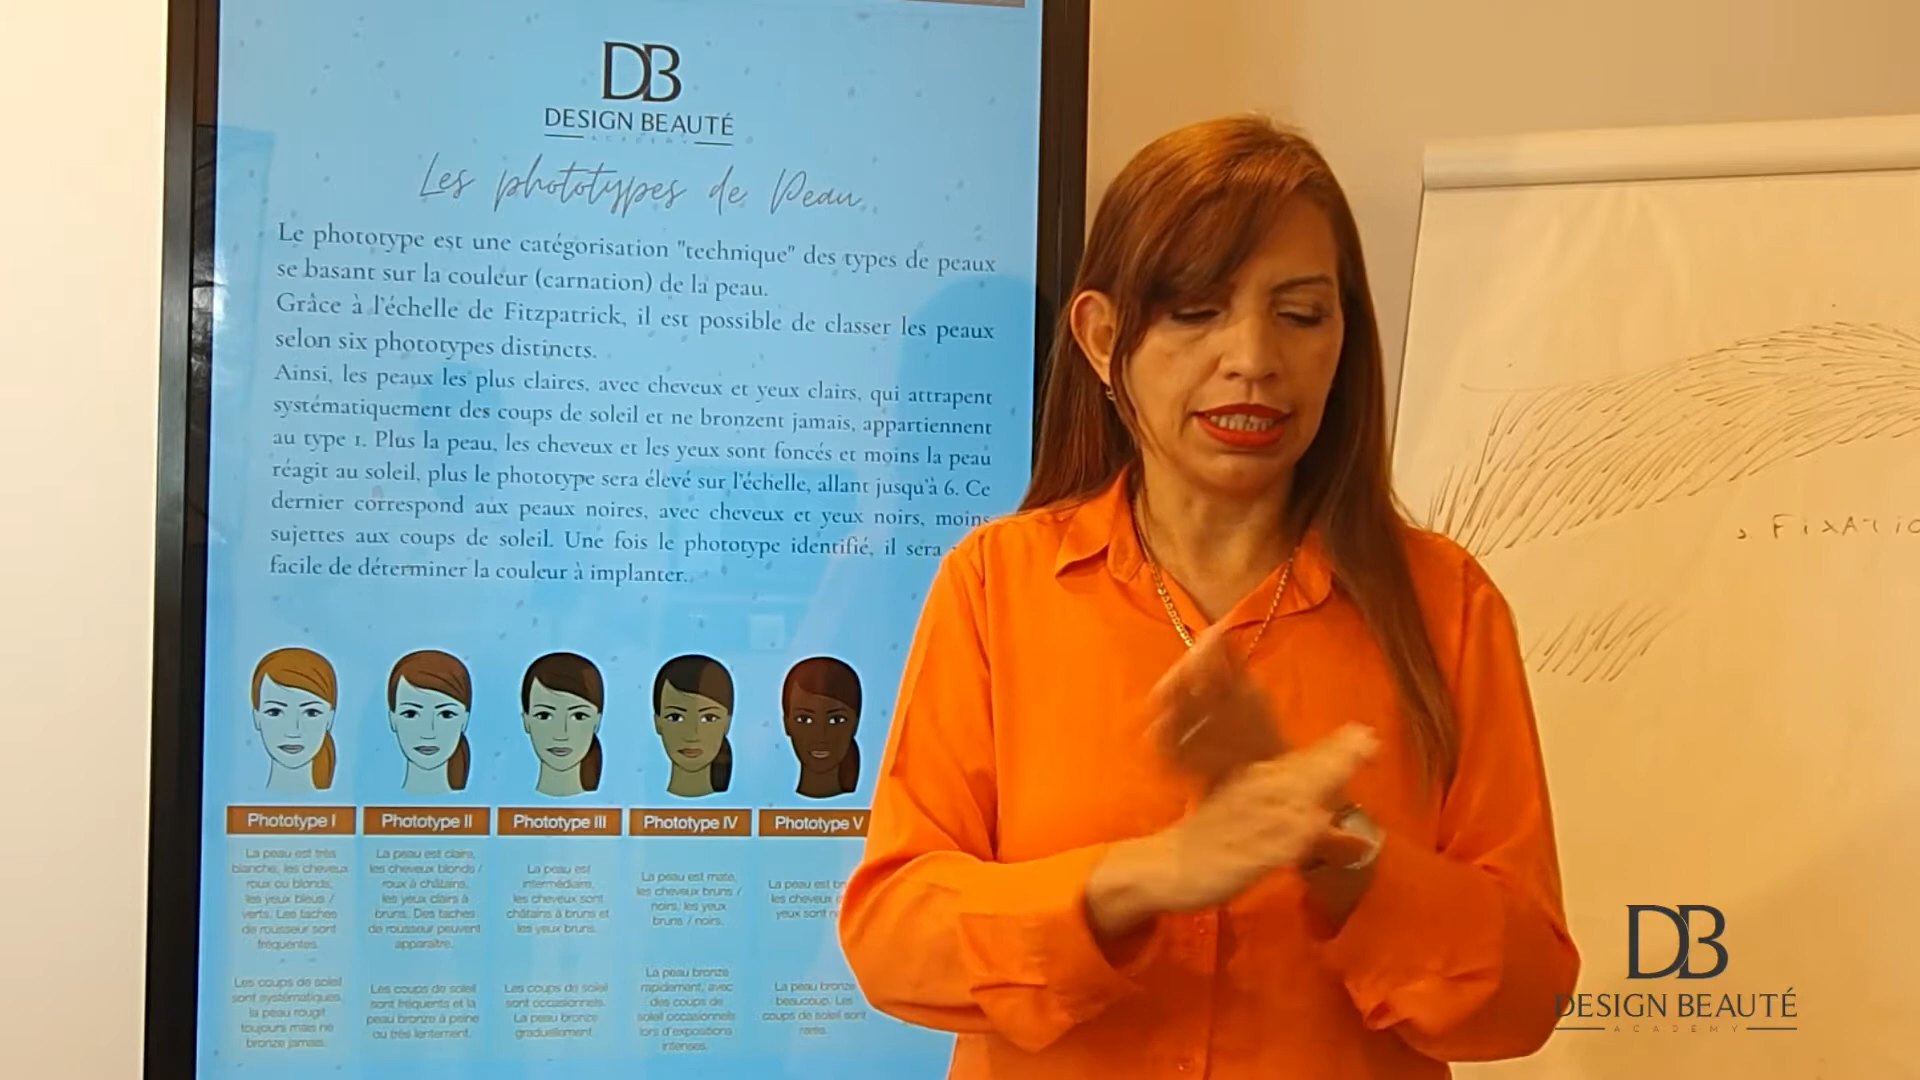 DB
DESIGN BEAUTÉ
ACADEMY
Les phototypes de Peau
Le phototype est une catégorisation "technique" des types de peaux
se basant sur la couleur (carnation) de la peau.
Grâce à l'échelle de Fitzpatrick, il est possible de classer les peaux
selon six phototypes distincts.
Ainsi, les peaux les plus claires, avec cheveux et yeux clairs, qui attrapent
systématiquement des coups de soleil et ne bronzent jamais, appartiennent
au type 1. Plus la peau, les cheveux et les yeux sont foncés et moins la peau
réagit au soleil, plus le phototype sera élevé sur l'échelle, allant jusqu'à 6. Ce
dernier correspond aux peaux noires, avec cheveux et yeux noirs, moins
sujettes aux coups de soleil. Une fois le phototype identifié, il sera
facile de déterminer la couleur à implanter.
Phototype I
La peau est très
blanche, les cheveux
roux ou blonds,
les yeux bleus /
verts. Les taches
de rousseur sont
fréquentes.
Les coups de soleil
sont systématiques,
la peau rougit
toujours mais ne
bronze jamais.
Phototype II
La peau est claire,
les cheveux blonds /
roux à châtains,
les yeux clairs à
bruns. Des taches
de rousseur peuvent
apparaître.
Les coups de soleil
sont fréquents et la
peau bronze à peine
ou très lentement.
Phototype III
La peau est
intermédiaire,
les cheveux sont
châtains à bruns et
les yeux bruns.
Les coups de soleil
sont occasionnels.
La peau bronze
graduellement.
Phototype IV
La peau est mate,
les cheveux bruns /
noirs, les yeux
bruns / noirs.
La peau bronze
rapidement, avec
des coups de
soleil occasionnels
lors d'expositions
intenses.
Phototype V
La peau est br
les cheveux
yeux sont n
La peau bronze
beaucoup. Les
coups de soleil sont
rares.
FIXATIO
DB
DESIGN BEAUTÉ
ACADEMY